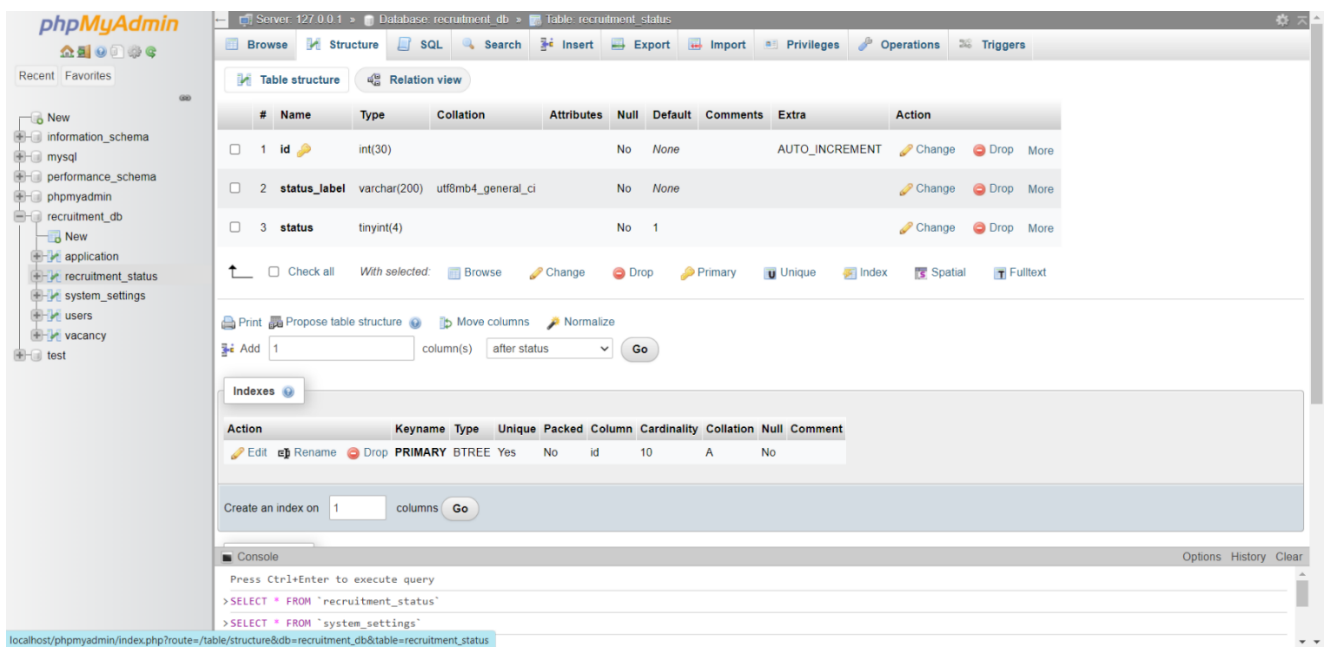 phpMyAdmin
Recent Favorites
New
information_schema
mysql
performance_schema
phpmyadmin
recruitment_db
New
application
recruitment_status
system_settings
users
vacancy
test
Server: 127.0.0.1 » Database: recruitment_db » Table: recruitment_status
Browse Structure SQL Search Insert Export Import Privileges Operations Triggers
Table structure Relation view
# Name Type Collation Attributes Null Default Comments Extra Action
1 id int(30) No None AUTO_INCREMENT Change Drop More
2 status_label varchar(200) utf8mb4_general_ci No None Change Drop More
3 status tinyint(4) No 1 Change Drop More
Check all With selected: Browse Change Drop Primary U Unique Index S Spatial T Fulltext
Print Propose table structure Move columns Normalize
Add 1 column(s) after status Go
Indexes
Action Keyname Type Unique Packed Column Cardinality Collation Null Comment
Edit Rename Drop PRIMARY BTREE Yes No id 10 A No
Create an index on 1 columns Go
Console Options History Clear
Press Ctrl+Enter to execute query
>SELECT * FROM `recruitment_status`
>SELECT * FROM `system_settings`
localhost/phpmyadmin/index.php?route=/table/structure&db=recruitment_db&table=recruitment_status